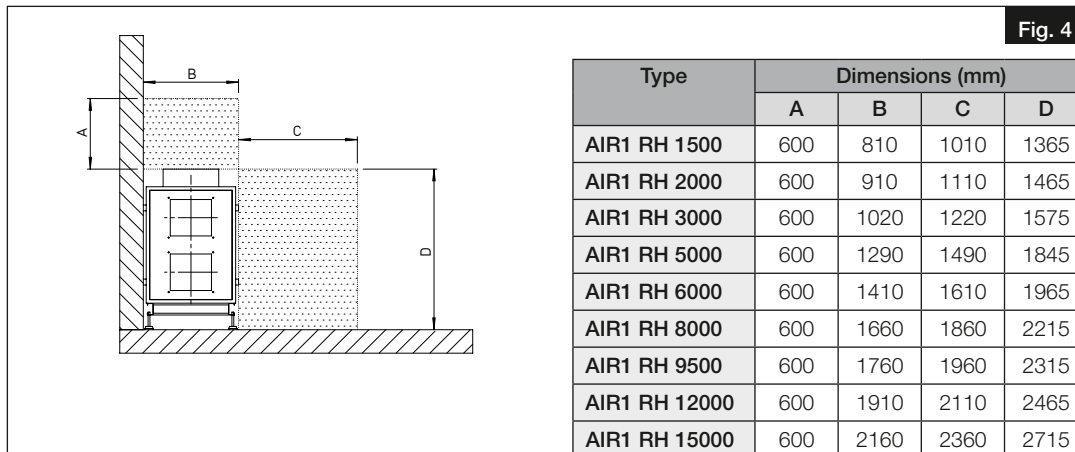 Fig. 4
B
A
C
D
Type Dimensions (mm)
A B C D
AIR1 RH 1500 600 810 1010 1365
AIR1 RH 2000 600 910 1110 1465
AIR1 RH 3000 600 1020 1220 1575
AIR1 RH 5000 600 1290 1490 1845
AIR1 RH 6000 600 1410 1610 1965
AIR1 RH 8000 600 1660 1860 2215
AIR1 RH 9500 600 1760 1960 2315
AIR1 RH 12000 600 1910 2110 2465
AIR1 RH 15000 600 2160 2360 2715